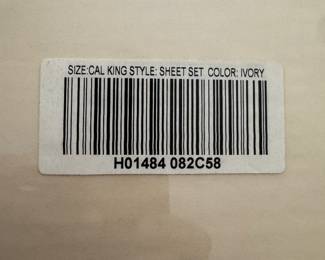 SIZE:CAL KING STYLE: SHEET SET COLOR: IVORY
H01484 082C58